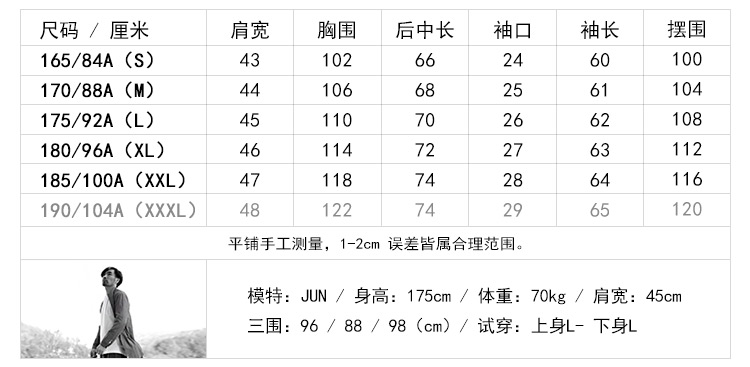 尺码 / 厘米 肩宽 胸围 后中长 袖口 袖长 摆围
165/84A（S） 43 102 66 24 60 100
170/88A（M） 44 106 68 25 61 104
175/92A（L） 45 110 70 26 62 108
180/96A（XL） 46 114 72 27 63 112
185/100A（XXL） 47 118 74 28 64 116
190/104A（XXXL） 48 122 74 29 65 120
平铺手工测量，1-2cm 误差皆属合理范围。
模特：JUN / 身高：175cm / 体重：70kg / 肩宽：45cm
三围：96 / 88 / 98（cm）/ 试穿：上身L- 下身L